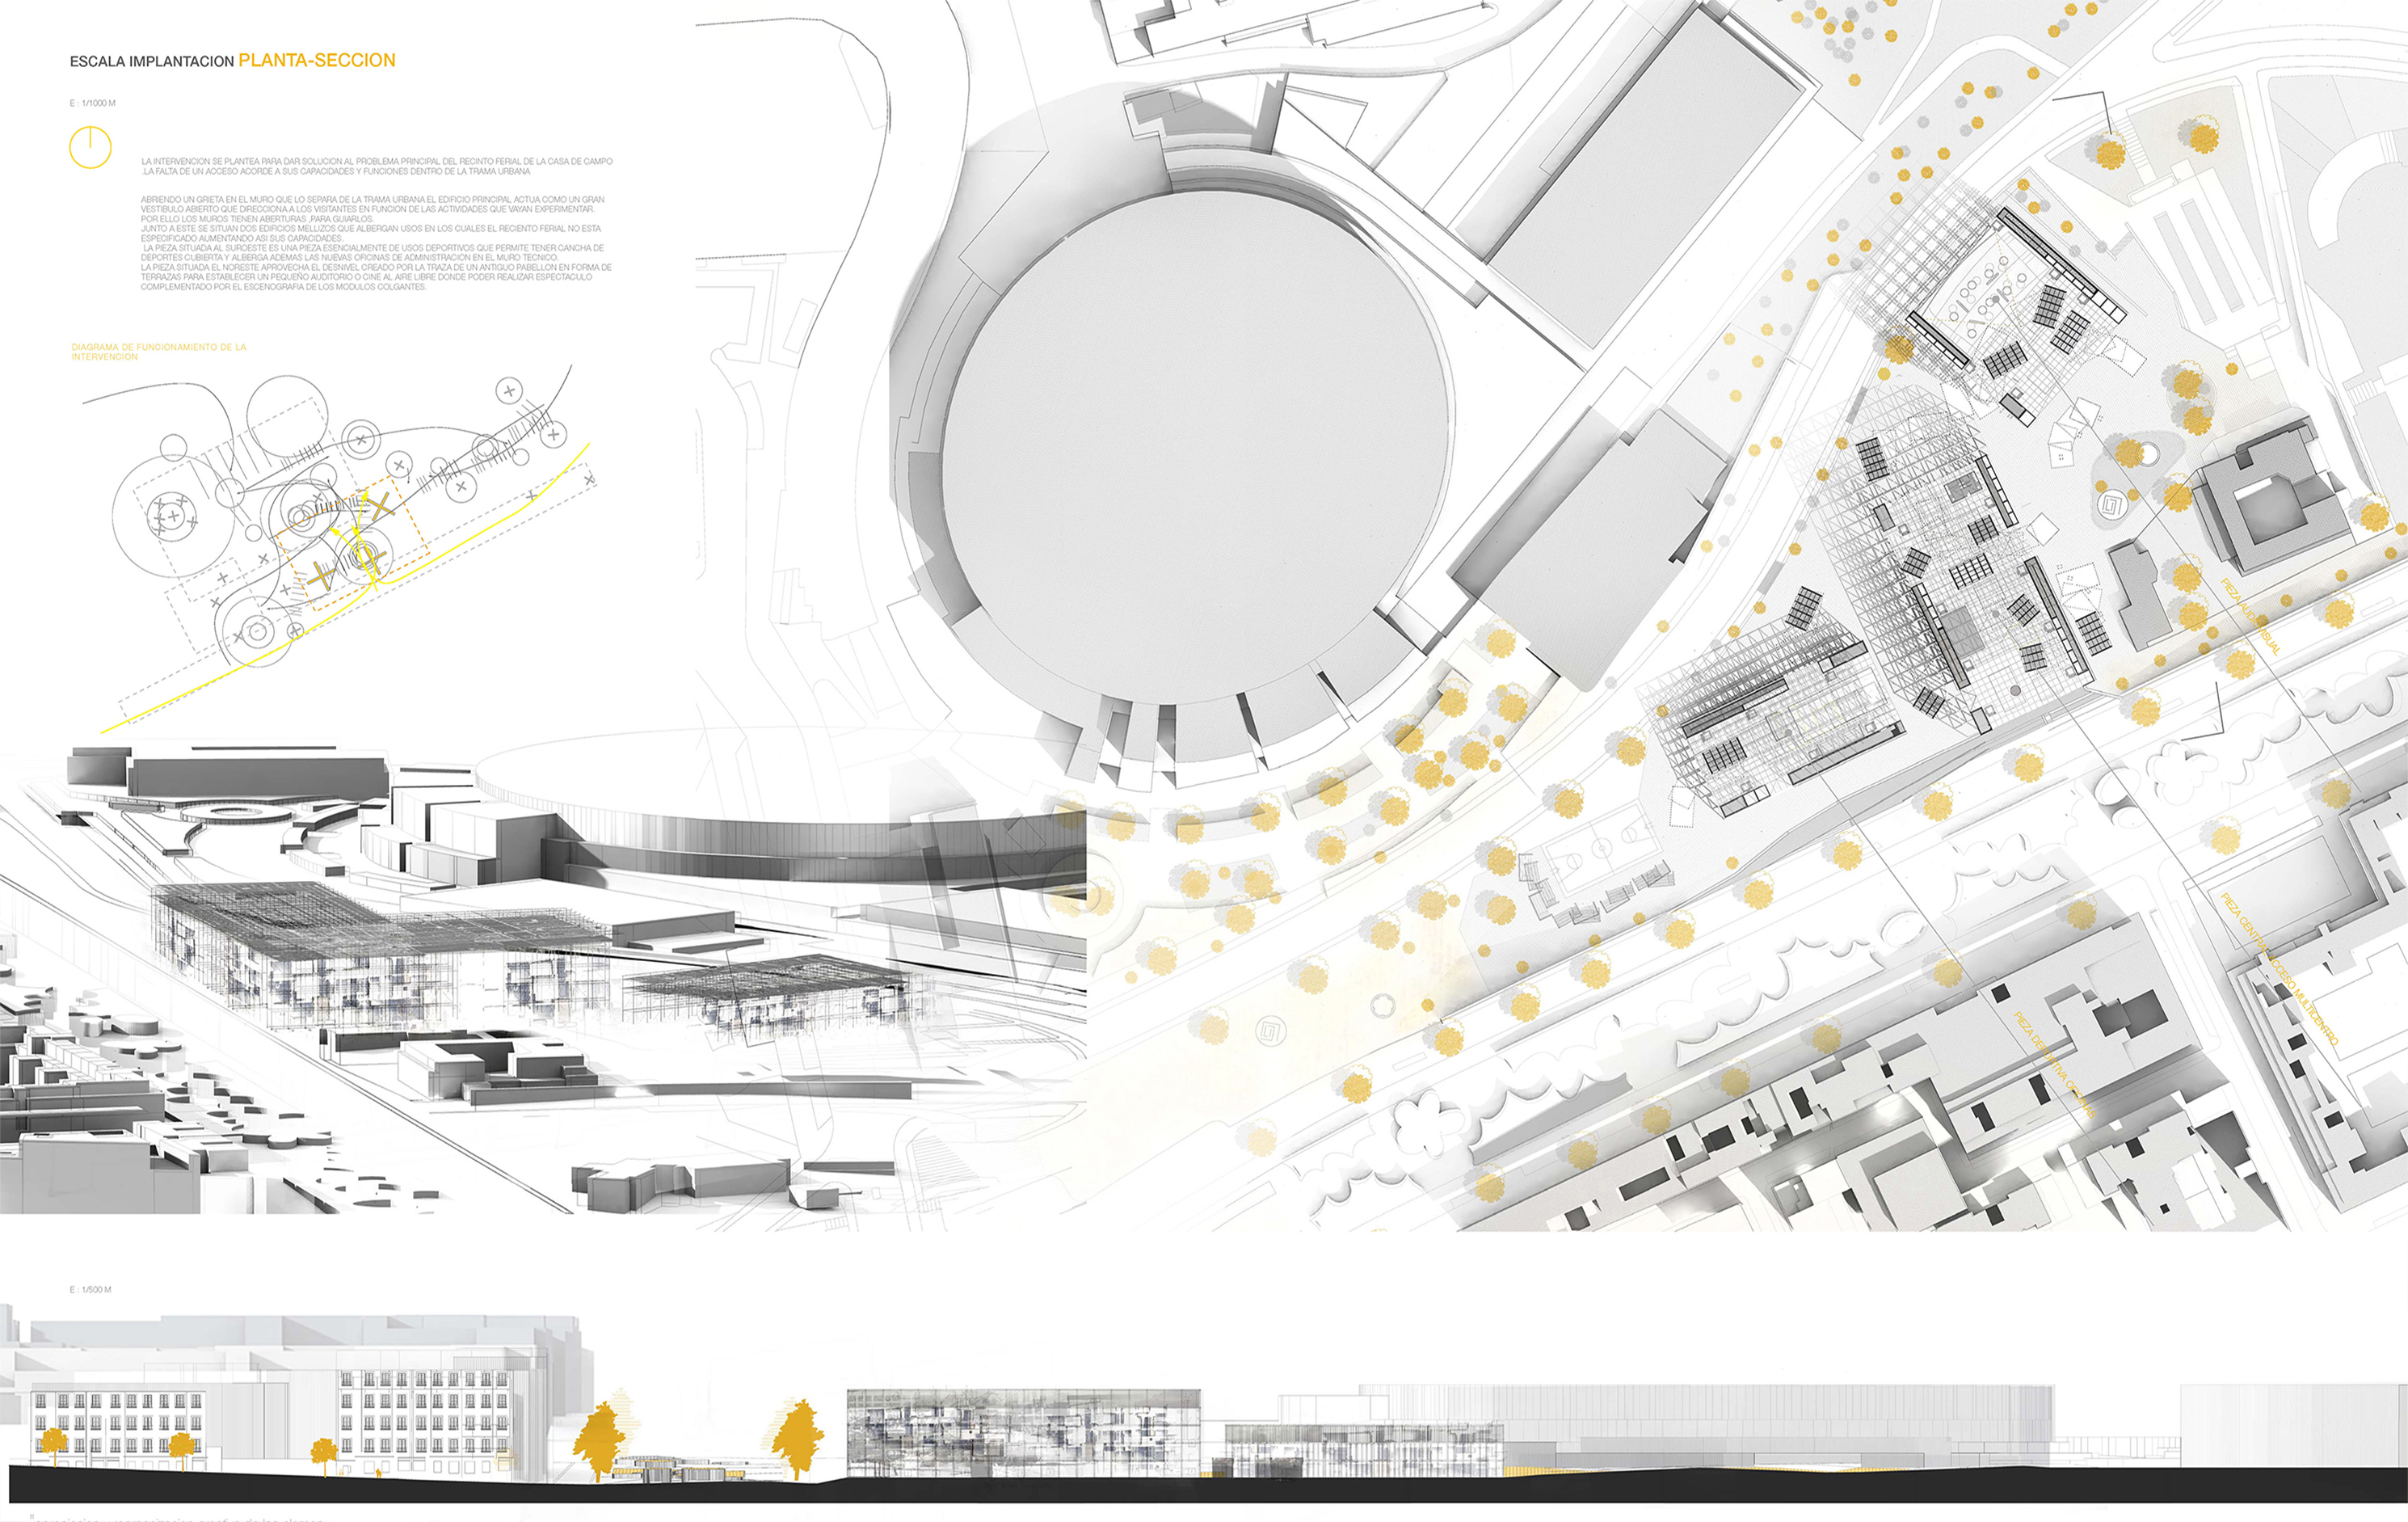 ESCALA IMPLANTACION PLANTA-SECCION
E : 1/1000 M
LA INTERVENCION SE PLANTEA PARA DAR SOLUCION AL PROBLEMA PRINCIPAL DEL RECINTO FERIAL DE LA CASA DE CAMPO
.LA FALTA DE UN ACCESO ACORDE A SUS CAPACIDADES Y FUNCIONES DENTRO DE LA TRAMA URBANA
ABRIENDO UN GRIETA EN EL MURO QUE LO SEPARA DE LA TRAMA URBANA EL EDIFICIO PRINCIPAL ACTUA COMO UN GRAN
VESTIBULO ABIERTO QUE DIRECCIONA A LOS VISITANTES EN FUNCION DE LAS ACTIVIDADES QUE VAYAN EXPERIMENTAR.
POR ELLO LOS MUROS TIENEN ABERTURAS ,PARA GUIARLOS.
JUNTO A ESTE SE SITUAN DOS EDIFICIOS MELLIZOS QUE ALBERGAN USOS EN LOS CUALES EL RECIENTO FERIAL NO ESTA
ESPECIFICADO AUMENTANDO ASI SUS CAPACIDADES.
LA PIEZA SITUADA AL SUROESTE ES UNA PIEZA ESENCIALMENTE DE USOS DEPORTIVOS QUE PERMITE TENER CANCHA DE
DEPORTES CUBIERTA Y ALBERGA ADEMAS LAS NUEVAS OFICINAS DE ADMINISTRACION EN EL MURO TECNICO.
LA PIEZA SITUADA EL NORESTE APROVECHA EL DESNIVEL CREADO POR LA TRAZA DE UN ANTIGUO PABELLON EN FORMA DE
TERRAZAS PARA ESTABLECER UN PEQUEÑO AUDITORIO O CINE AL AIRE LIBRE DONDE PODER REALIZAR ESPECTACULO
COMPLEMENTADO POR EL ESCENOGRAFIA DE LOS MODULOS COLGANTES.
DIAGRAMA DE FUNCIONAMIENTO DE LA
INTERVENCION
PIEZA AUDIOVISUAL
PIEZA CENTRAL ACCESO MULTICENTRO
PIEZA DEPORTIVA OFICINAS
E : 1/500 M